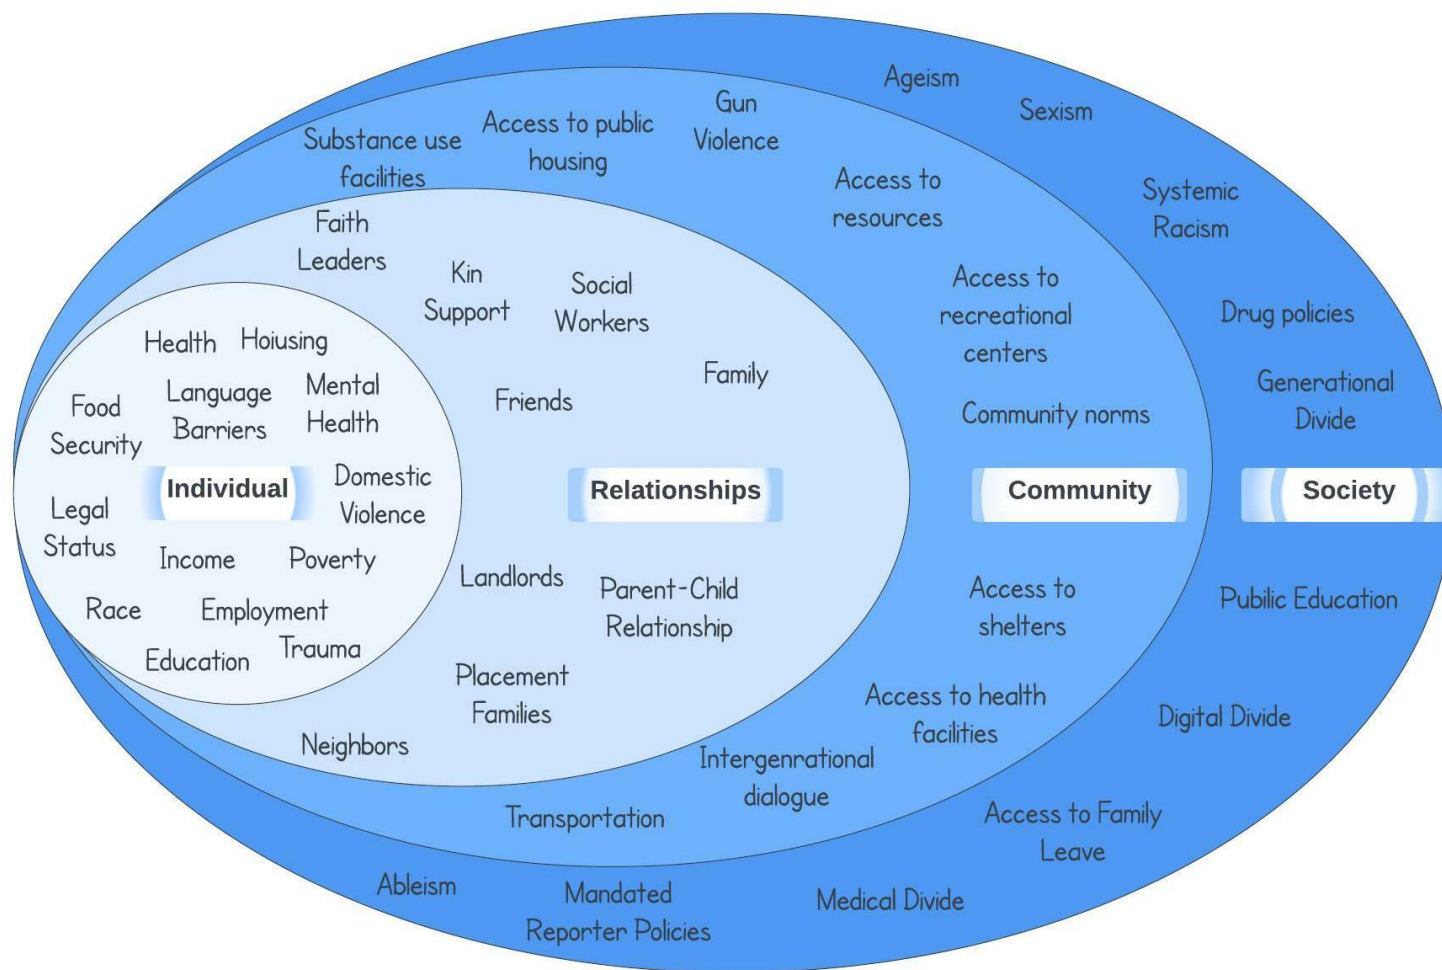 Ageism
Sexism
Gun
Violence
Access to public
housing
Substance use
facilities
Access to
resources
Systemic
Racism
Faith
Leaders
Kin
Support
Social
Workers
Access to
recreational
centers
Drug policies
Health
Hoiusing
Family
Generational
Divide
Food
Security
Language
Barriers
Mental
Health
Friends
Community norms
Domestic
Violence
Individual
Relationships
Community
Society
Legal
Status
Income
Poverty
Landlords
Parent-Child
Relationship
Access to
shelters
Pubilic Education
Race
Employment
Trauma
Education
Placement
Families
Access to health
facilities
Digital Divide
Neighbors
Intergenrational
dialogue
Transportation
Access to Family
Leave
Ableism
Mandated
Reporter Policies
Medical Divide